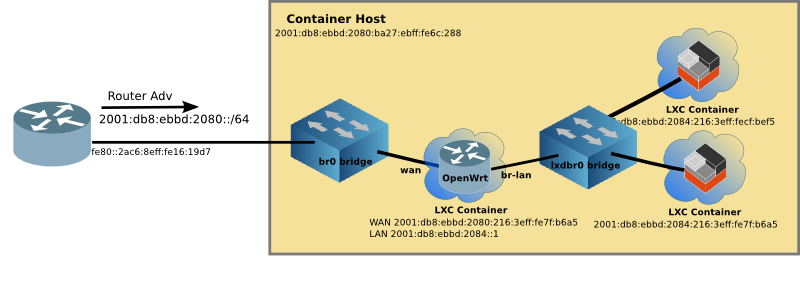 Container Host
2001:db8:ebbd:2080:ba27:ebff:fe6c:288
Router Adv
2001:db8:ebbd:2080::/64
fe80::2ac6:8eff:fe16:19d7
br0 bridge
wan
OpenWrt
br-lan
lxdbr0 bridge
LXC Container
:db8:ebbd:2084:216:3eff:fecf:bef5
LXC Container
2001:db8:ebbd:2084:216:3eff:fe7f:b6a5
LXC Container
WAN 2001:db8:ebbd:2080:216:3eff:fe7f:b6a5
LAN 2001:db8:ebbd:2084::1